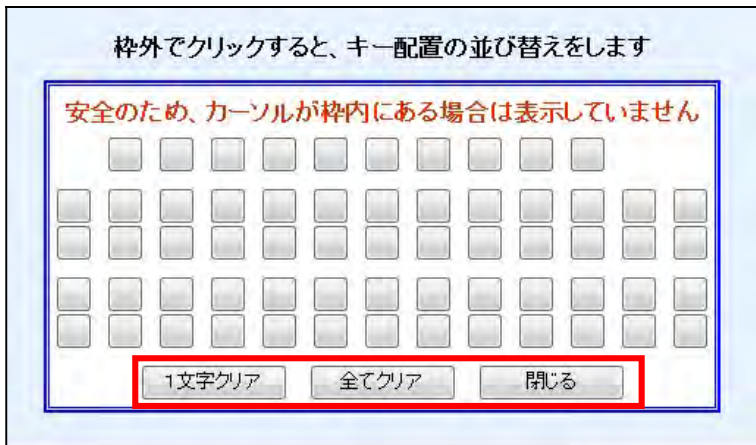 枠外でクリックすると、キー配置の並び替えをします
安全のため、カーソルが枠内にある場合は表示していません
1文字クリア 全てクリア 閉じる